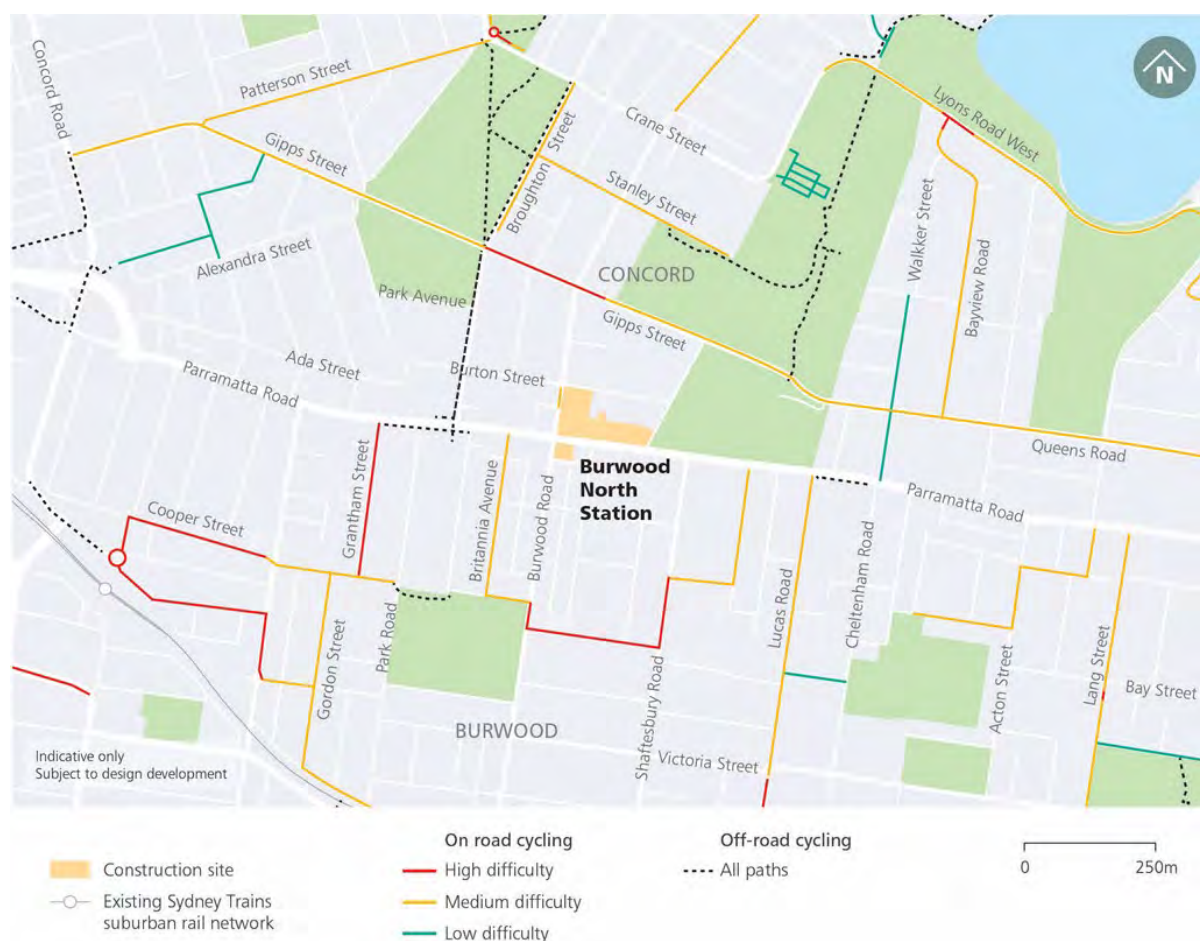 Concord Road
Patterson Street
Gipps Street
Alexandra Street
Broughton Street
Crane Street
Stanley Street
Lyons Road West
N
Walkker Street
Bayview Road
CONCORD
Park Avenue
Gipps Street
Ada Street
Burton Street
Parramatta Road
Queens Road
Burwood
North
Station
Parramatta Road
Cooper Street
Grantham Street
Britannia Avenue
Burwood Road
Lucas Road
Cheltenham Road
Park Road
Gordon Street
Shaftesbury Road
Acton Street
Lang Street
Bay Street
BURWOOD
Victoria Street
Indicative only
Subject to design development
On road cycling
Off-road cycling
Construction site
High difficulty
All paths
0
250m
Existing Sydney Trains
suburban rail network
Medium difficulty
Low difficulty